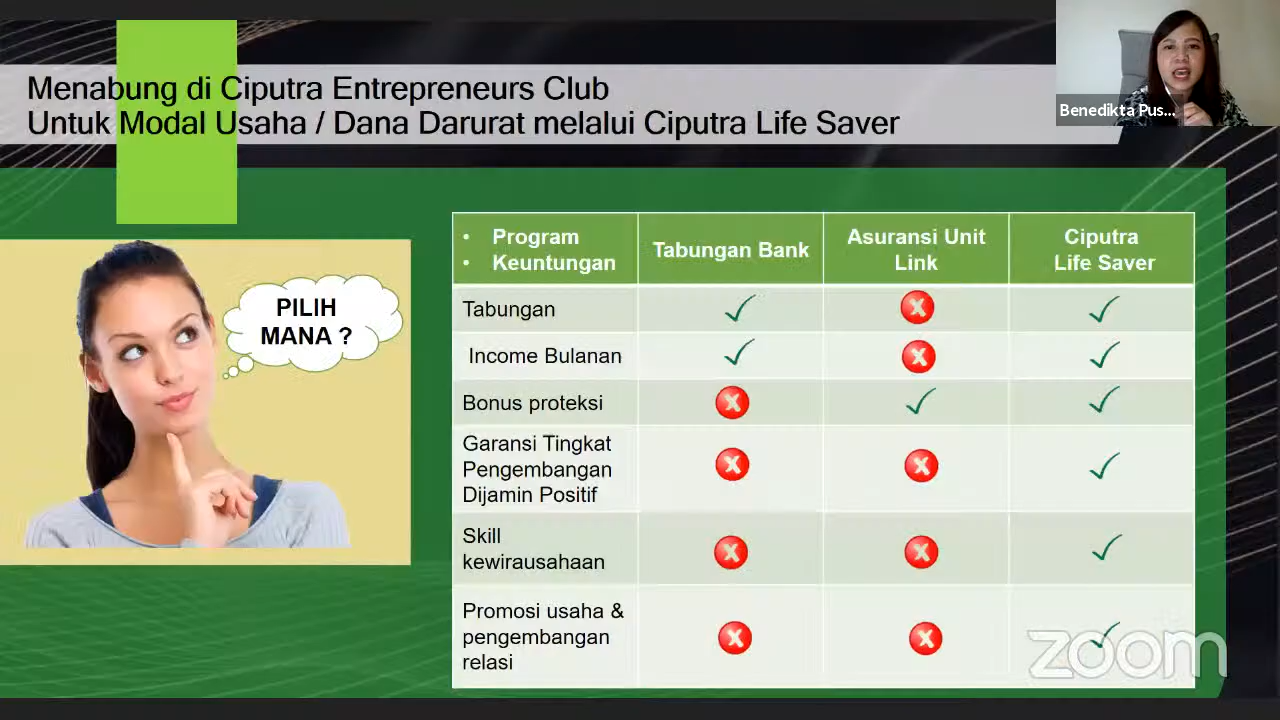 Menabung di Ciputra Entrepreneurs Club
Untuk Modal Usaha / Dana Darurat melalui Ciputra Life Saver
Benedikta Pus...
PILIH
MANA ?
• Program
• Keuntungan
Tabungan Bank
Asuransi Unit
Link
Ciputra
Life Saver
Tabungan
Income Bulanan
Bonus proteksi
Garansi Tingkat
Pengembangan
Dijamin Positif
Skill
kewirausahaan
Promosi usaha &
pengembangan
relasi
zoom